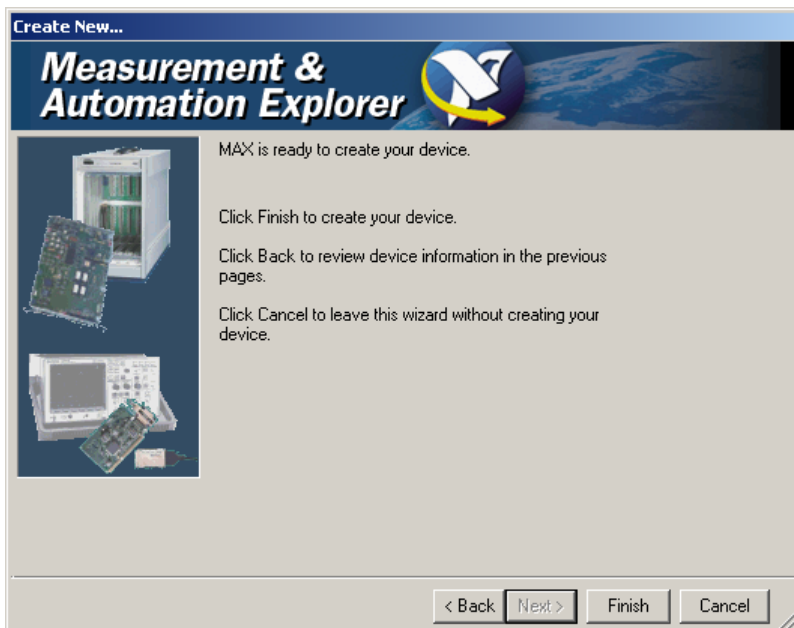 Create New...
Measurement &
Automation Explorer
MAX is ready to create your device.
Click Finish to create your device.
Click Back to review device information in the previous
pages.
Click Cancel to leave this wizard without creating your
device.
< Back Next > Finish Cancel